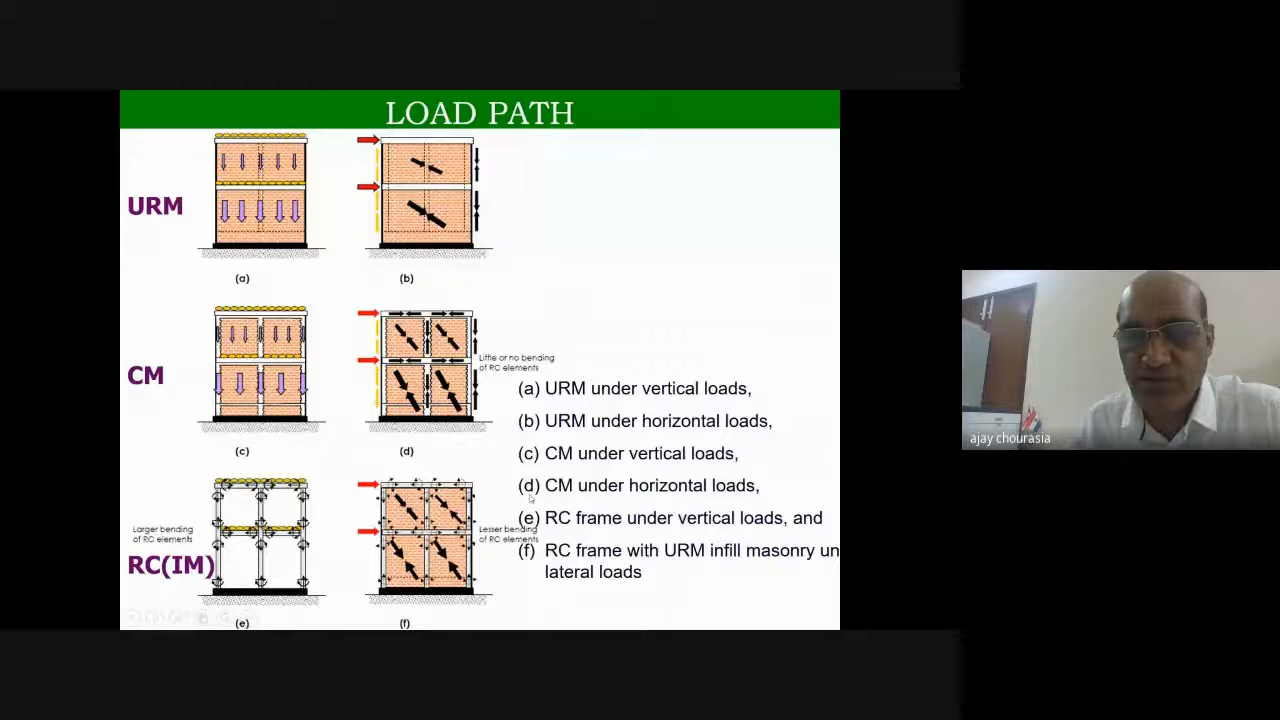 LOAD PATH
URM
(a)
(b)
CM
Little or no bending
of RC elements
(c)
(d)
(a) URM under vertical loads,
(b) URM under horizontal loads,
(c) CM under vertical loads,
(d) CM under horizontal loads,
(e) RC frame under vertical loads, and
(f) RC frame with URM infill masonry un
lateral loads
Larger bending
of RC elements
RC(IM)
Lesser bending
of RC elements
(e)
(f)
ajay chourasia